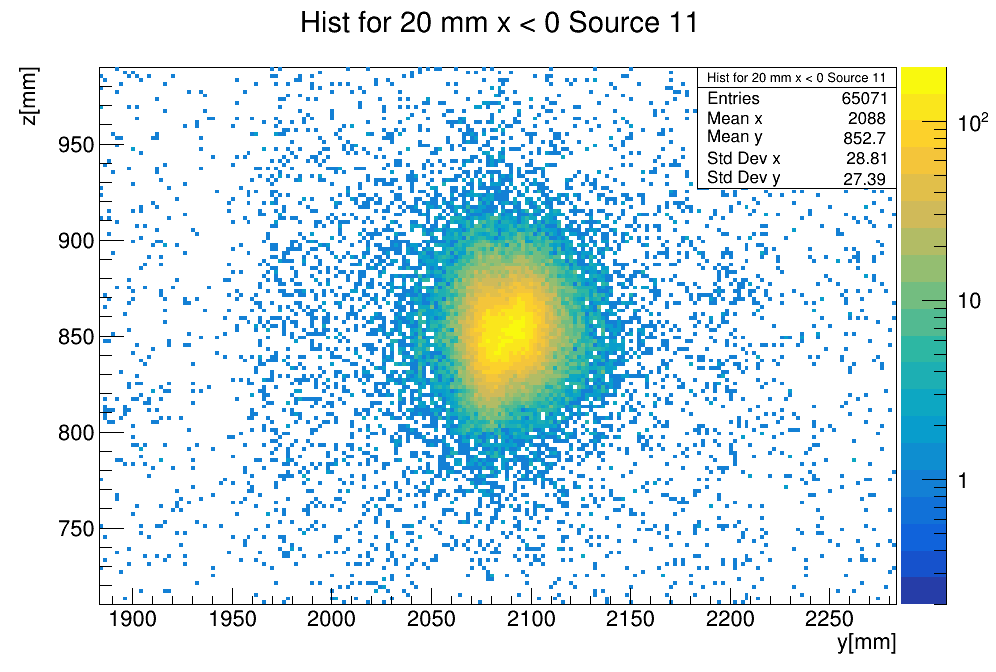 Hist for 20 mm x < 0 Source 11
z[mm]
Hist for 20 mm x < 0 Source 11
Entries 65071
Mean x 2088
Mean y 852.7
Std Dev x 28.81
Std Dev y 27.39
10²
10
1
950
900
850
800
750
1900 1950 2000 2050 2100 2150 2200 2250
y[mm]